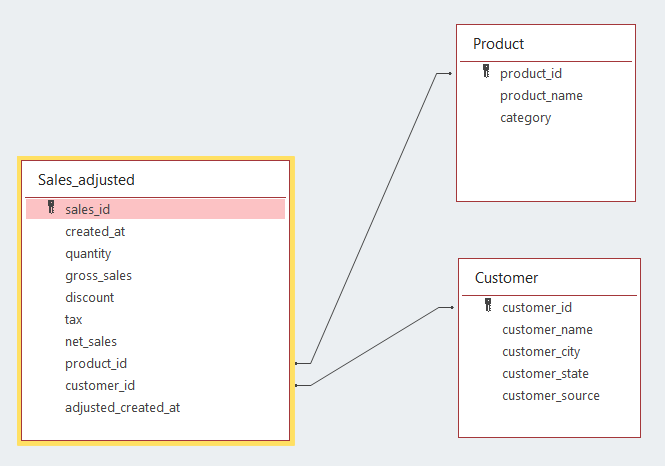 Product
product_id
product_name
category
Sales_adjusted
sales_id
created_at
quantity
gross_sales
discount
tax
net_sales
product_id
customer_id
adjusted_created_at
Customer
customer_id
customer_name
customer_city
customer_state
customer_source